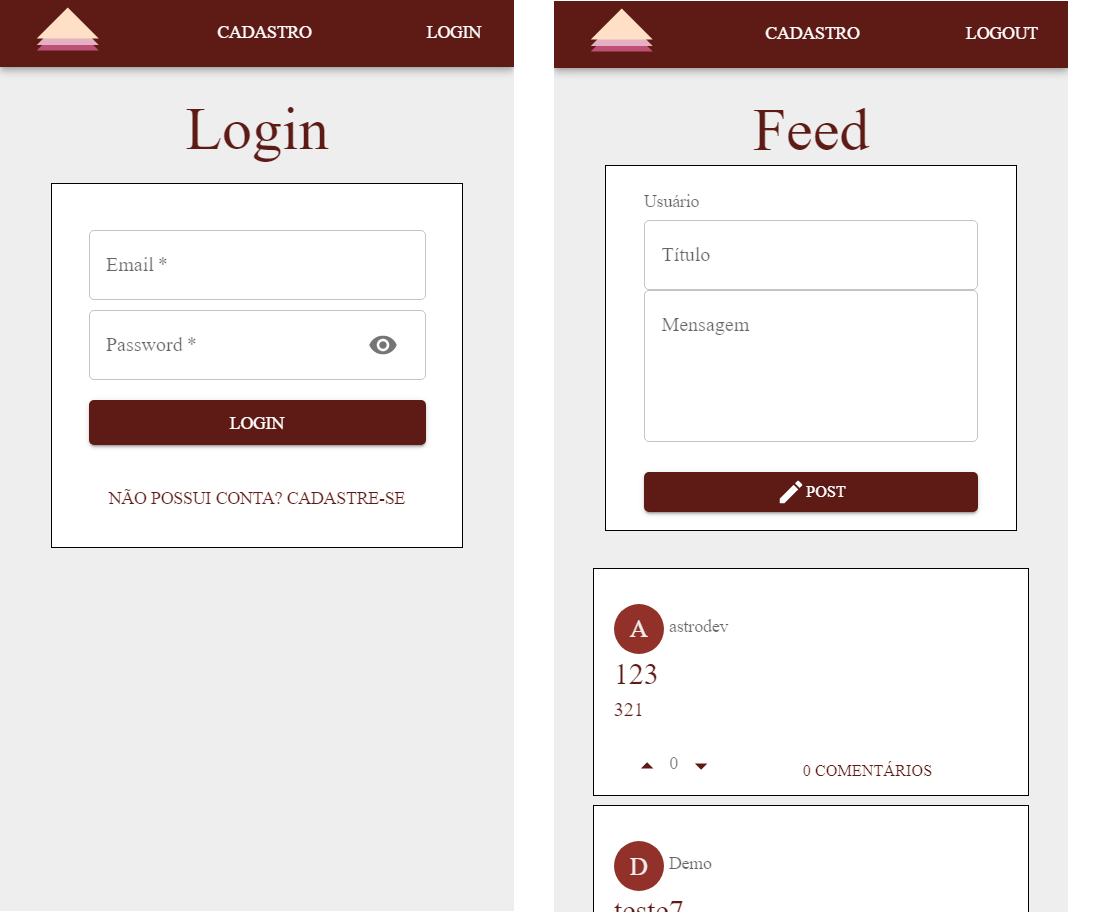 CADASTRO LOGIN
Login
Email *
Password *
LOGIN
NÃO POSSUI CONTA? CADASTRE-SE
CADASTRO LOGOUT
Feed
Usuário
Título
Mensagem
POST
A astrodev
123
321
0 0 COMENTÁRIOS
D Demo
teste7